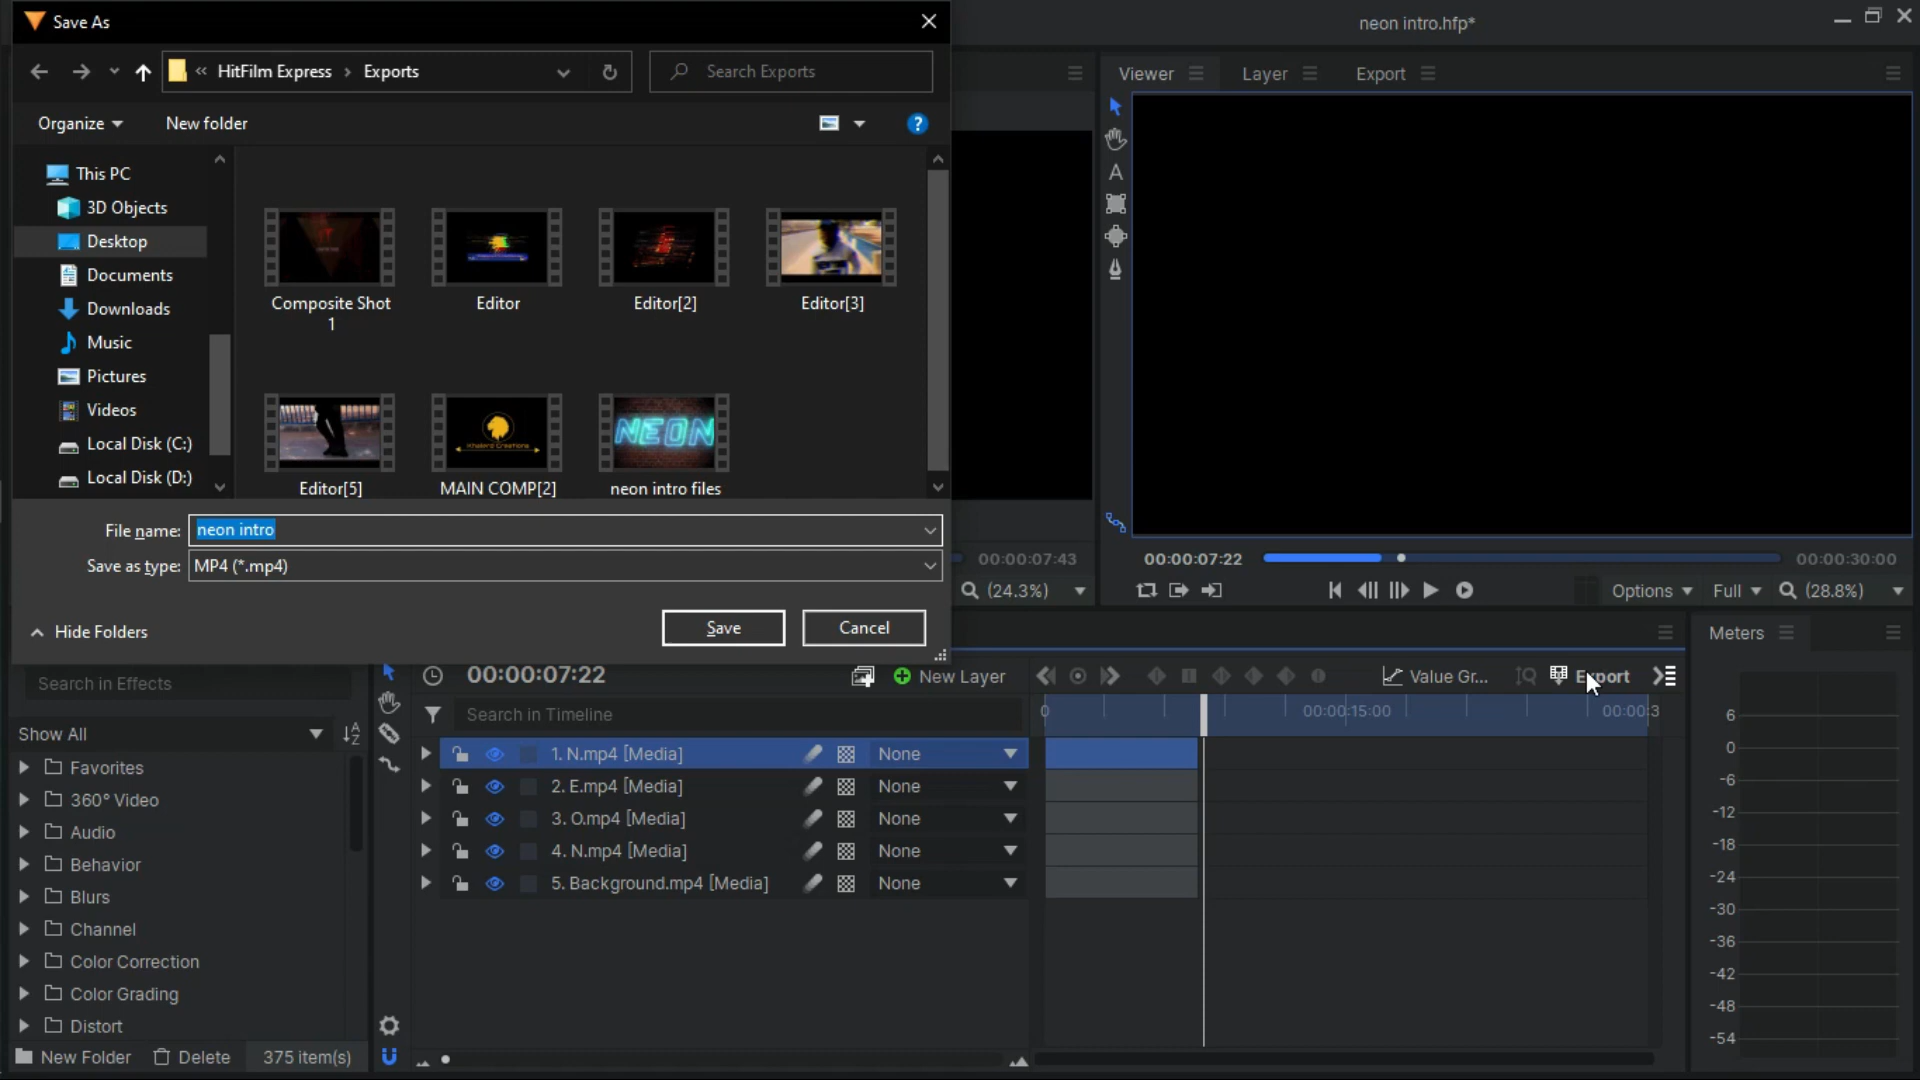 Save As
neon intro.hfp*
« HitFilm Express › Exports
Search Exports
Viewer
Layer
Export
Organize
New folder
This PC
3D Objects
Desktop
Documents
Downloads
Music
Pictures
Videos
Local Disk (C:)
Local Disk (D:)
Composite Shot
1
Editor
Editor[2]
Editor[3]
Editor[5]
MAIN COMP[2]
NEON
neon intro files
File name:
neon intro
Save as type:
MP4 (*.mp4)
Hide Folders
Save
Cancel
00:00:07:43
(24.3%)
00:00:07:22
00:00:30:00
Options
Full
(28.8%)
Meters
Search in Effects
00:00:07:22
New Layer
Value Gr...
Export
Search in Timeline
0
00:00:15:00
00:00:3
Show All
Favorites
360° Video
Audio
Behavior
Blurs
Channel
Color Correction
Color Grading
Distort
New Folder
Delete
375 item(s)
1. N.mp4 [Media]
None
2. E.mp4 [Media]
None
3. O.mp4 [Media]
None
4. N.mp4 [Media]
None
5. Background.mp4 [Media]
None
6
0
-6
-12
-18
-24
-30
-36
-42
-48
-54